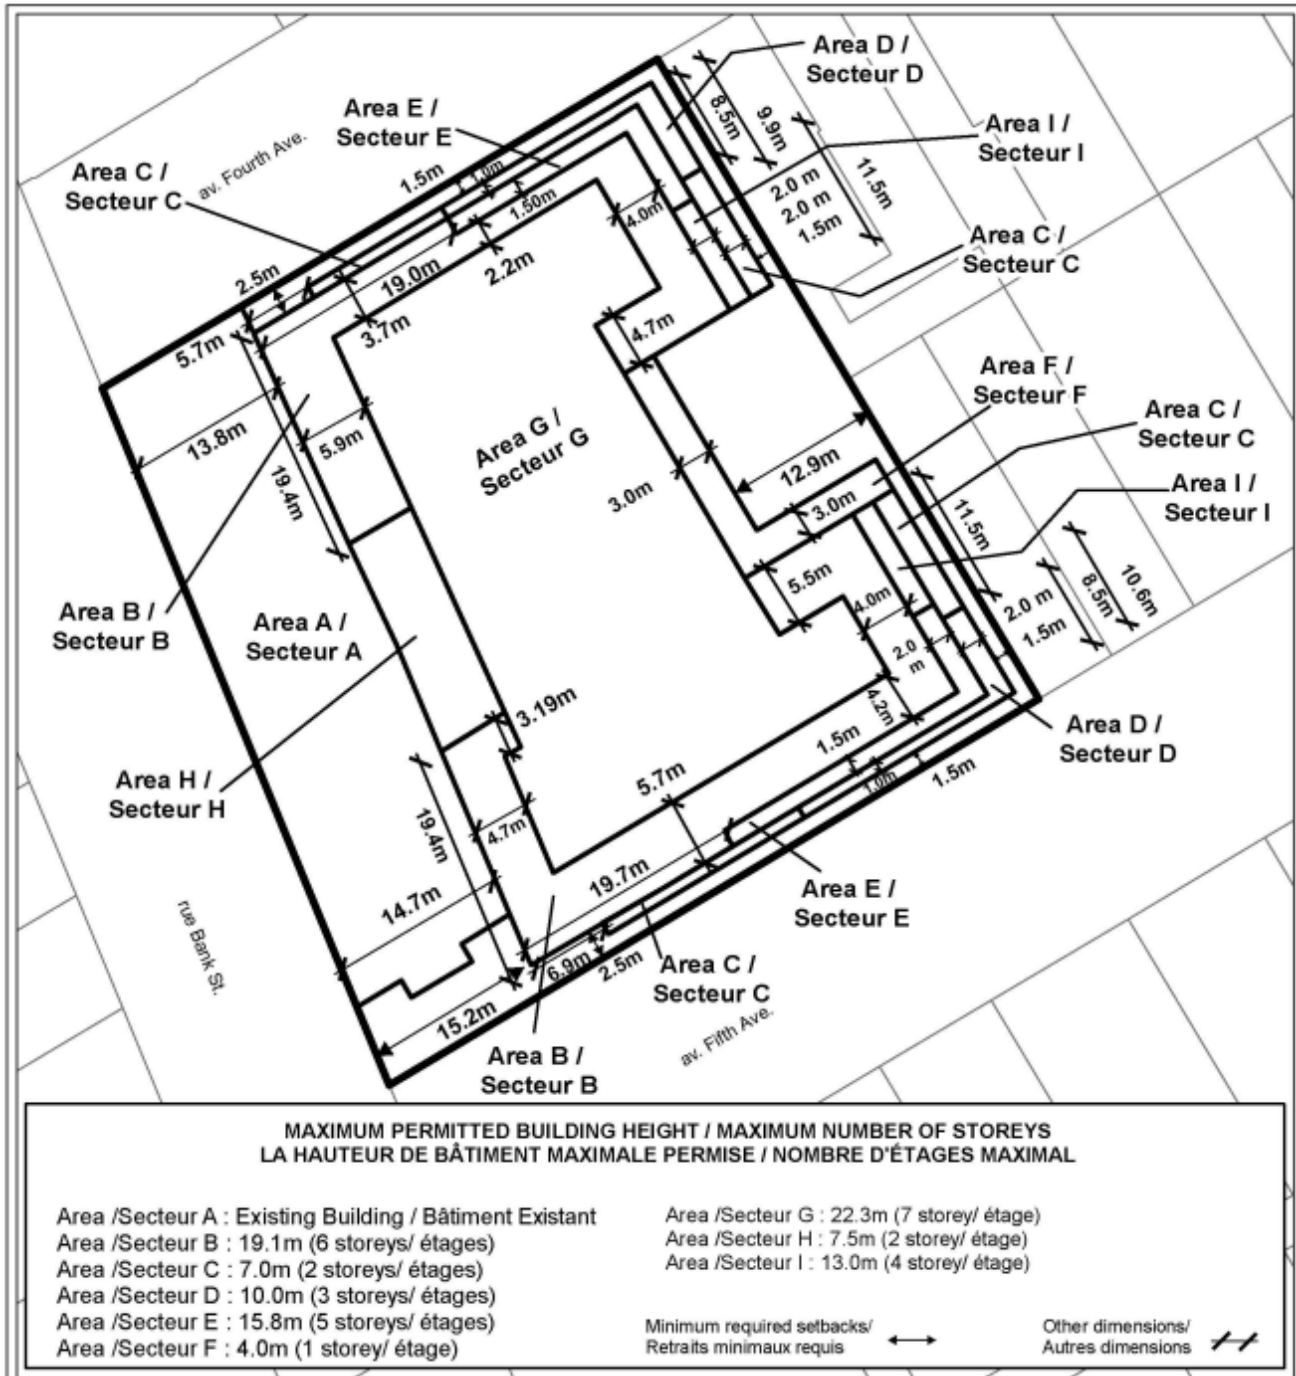 Area D /
Secteur D
Area E /
Secteur E
Area I /
Secteur I
Area C /
Secteur C
av. Fourth Ave.
8.5m
9.9m
11.5m
1.5m
1.0m
1.50m
4.0m
2.0 m
2.0 m
1.5m
Area C /
Secteur C
2.5m
19.0m
2.2m
5.7m
3.7m
4.7m
Area F /
Secteur F
13.8m
5.9m
19.4m
Area G /
Secteur G
12.9m
3.0m
3.0m
Area C /
Secteur C
Area I /
Secteur I
11.5m
10.6m
8.5m
2.0 m
1.5m
5.5m
4.0m
2.0
m
4.2m
Area B /
Secteur B
Area A /
Secteur A
3.19m
Area D /
Secteur D
Area H /
Secteur H
5.7m
1.5m
1.0m
1.5m
19.4m
4.7m
14.7m
19.7m
Area E /
Secteur E
rue Bank St.
6.9m
2.5m
Area C /
Secteur C
15.2m
av. Fifth Ave.
Area B /
Secteur B
MAXIMUM PERMITTED BUILDING HEIGHT / MAXIMUM NUMBER OF STOREYS
LA HAUTEUR DE BÂTIMENT MAXIMALE PERMISE / NOMBRE D'ÉTAGES MAXIMAL
Area /Secteur A : Existing Building / Bâtiment Existant
Area /Secteur B : 19.1m (6 storeys/ étages)
Area /Secteur C : 7.0m (2 storeys/ étages)
Area /Secteur D : 10.0m (3 storeys/ étages)
Area /Secteur E : 15.8m (5 storeys/ étages)
Area /Secteur F : 4.0m (1 storey/ étage)
Area /Secteur G : 22.3m (7 storey/ étage)
Area /Secteur H : 7.5m (2 storey/ étage)
Area /Secteur I : 13.0m (4 storey/ étage)
Minimum required setbacks/
Retraits minimaux requis
Other dimensions/
Autres dimensions